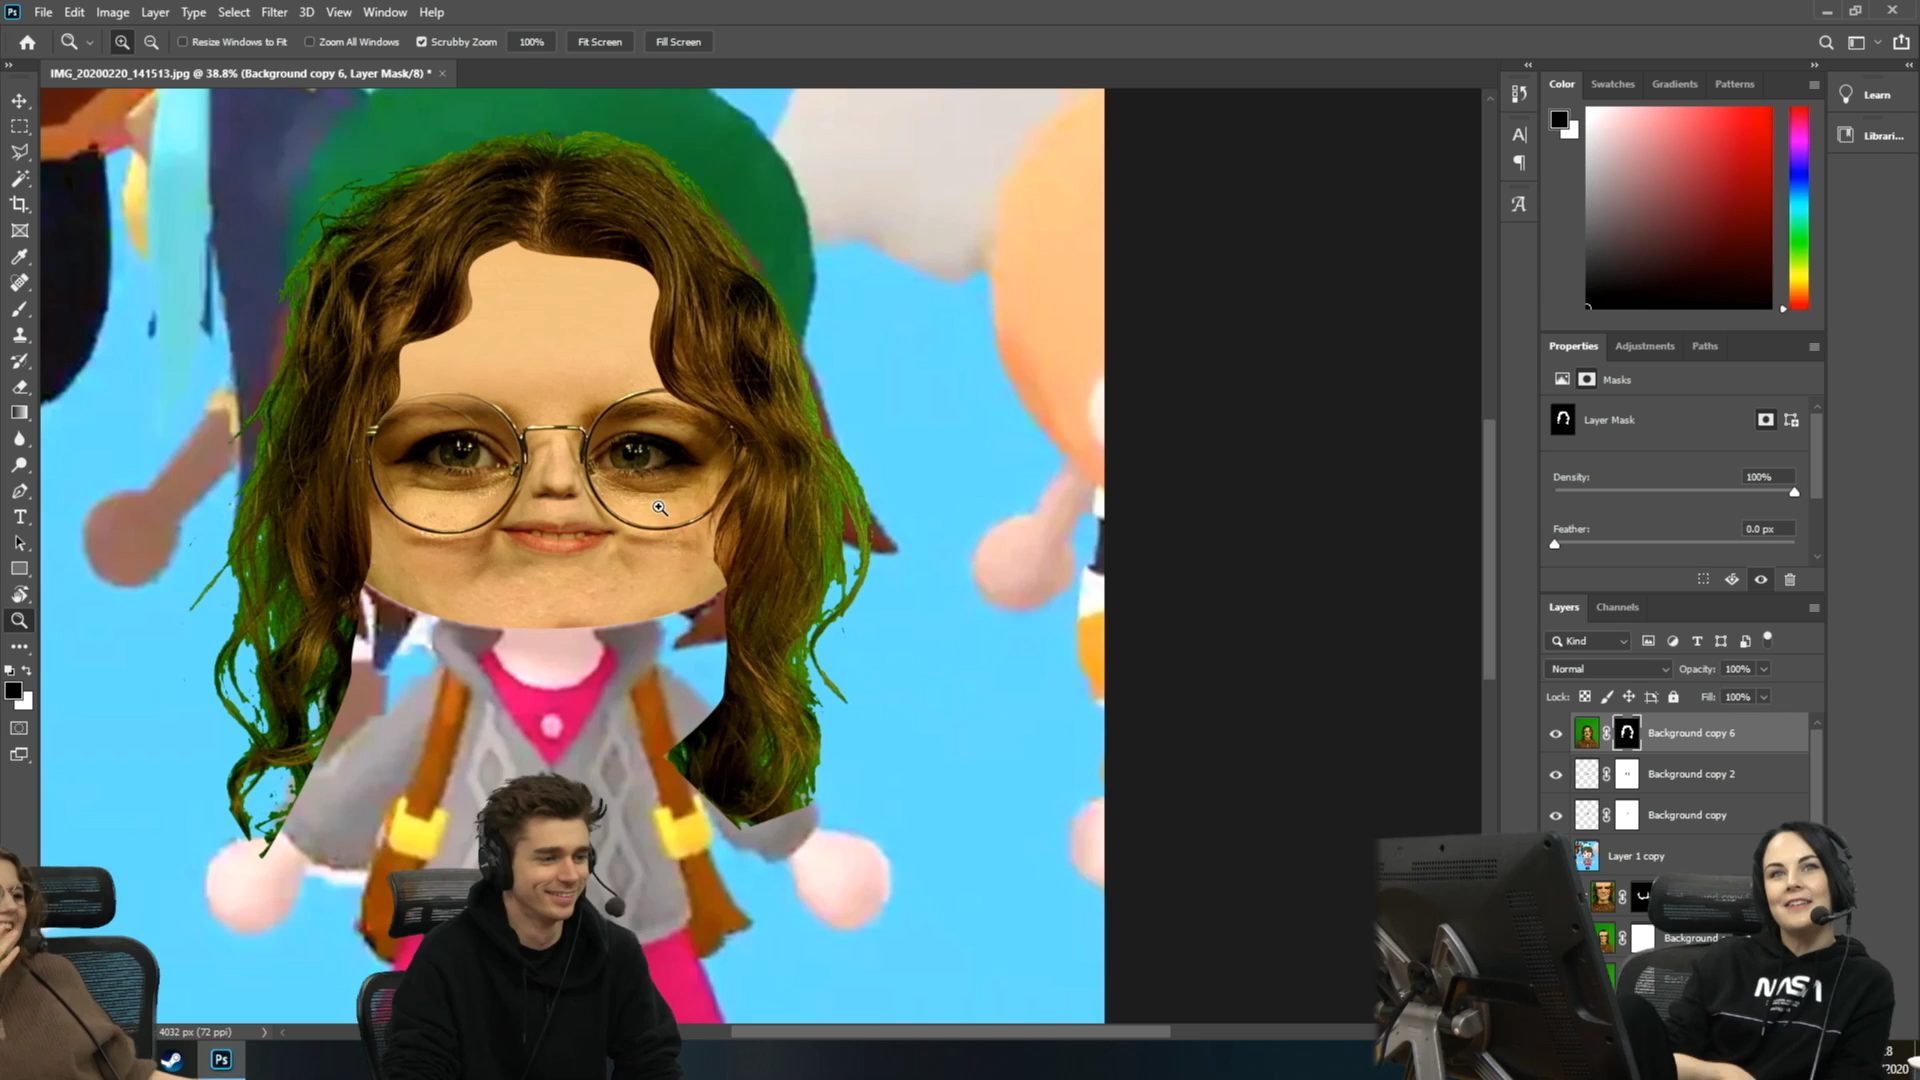 Ps File Edit Image Layer Type Select Filter 3D View Window Help
Resize Windows to Fit Zoom All Windows Scrubby Zoom 100% Fit Screen Fill Screen
IMG_20200220_141513.jpg @ 38.8% (Background copy 6, Layer Mask/8) *
Color Swatches Gradients Patterns
Learn
Librari...
Properties Adjustments Paths
Masks
Layer Mask
Density: 100%
Feather: 0.0 px
Layers Channels
Kind
Normal Opacity: 100%
Lock: Fill: 100%
Background copy 6
Background copy 2
Background copy
Layer 1 copy
Background
NASA
4032 px (72 ppi)
Ps